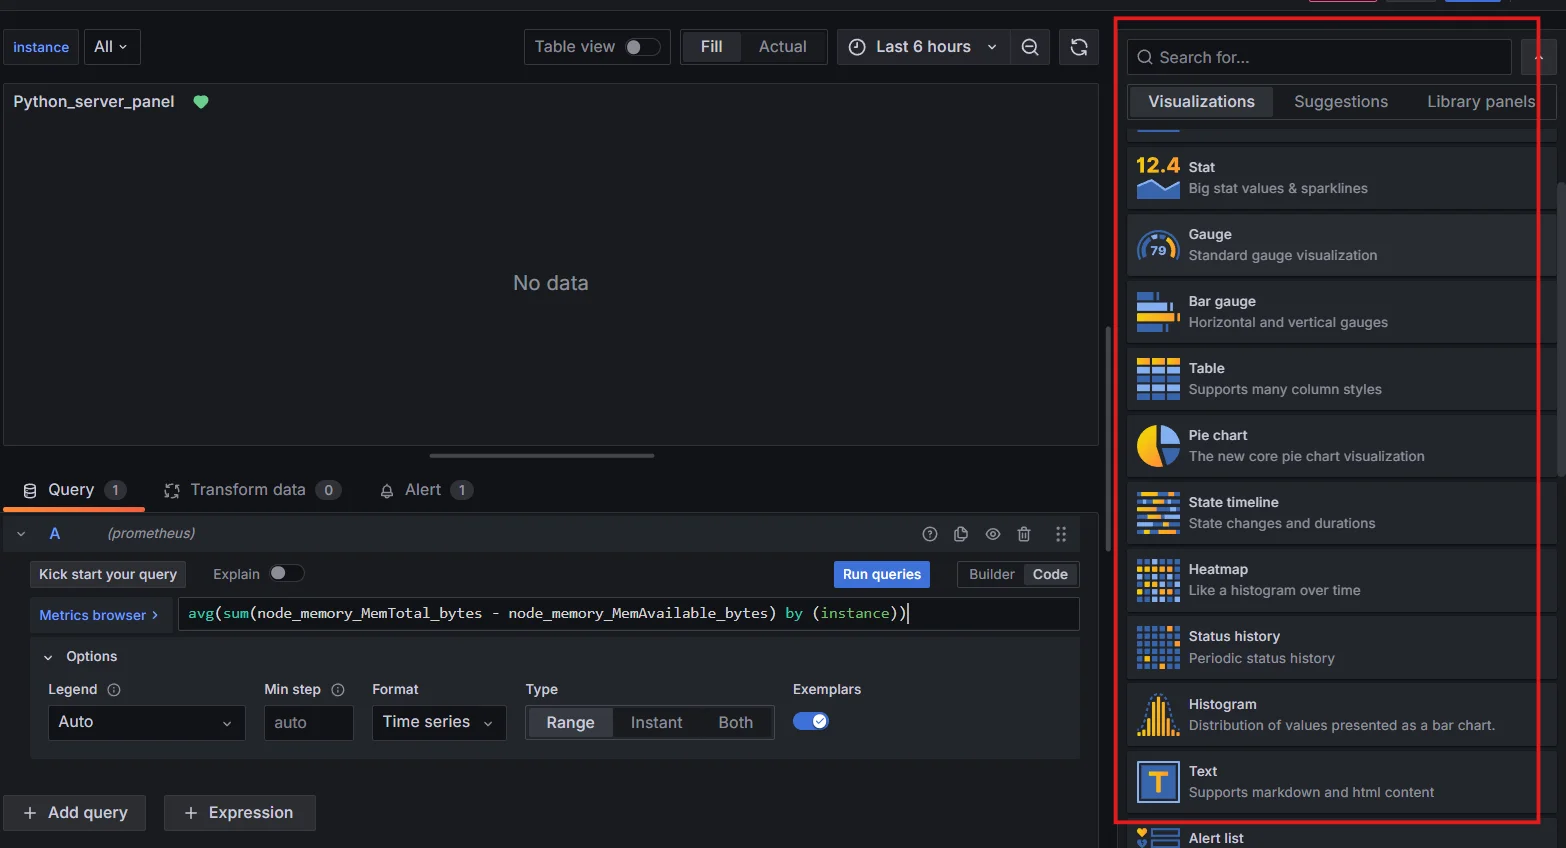 instance All
Table view Fill Actual Last 6 hours
Python_server_panel
No data
Query 1 Transform data 0 Alert 1
A (prometheus)
Kick start your query Explain Run queries Builder Code
Metrics browser > avg(sum(node_memory_MemTotal_bytes - node_memory_MemAvailable_bytes) by (instance))
Options
Legend Min step Format Type Exemplars
Auto auto Time series Range Instant Both
+ Add query + Expression
Search for...
Visualizations Suggestions Library panels
12.4 Stat
Big stat values & sparklines
Gauge
79 Standard gauge visualization
Bar gauge
Horizontal and vertical gauges
Table
Supports many column styles
Pie chart
The new core pie chart visualization
State timeline
State changes and durations
Heatmap
Like a histogram over time
Status history
Periodic status history
Histogram
Distribution of values presented as a bar chart.
T Text
Supports markdown and html content
Alert list